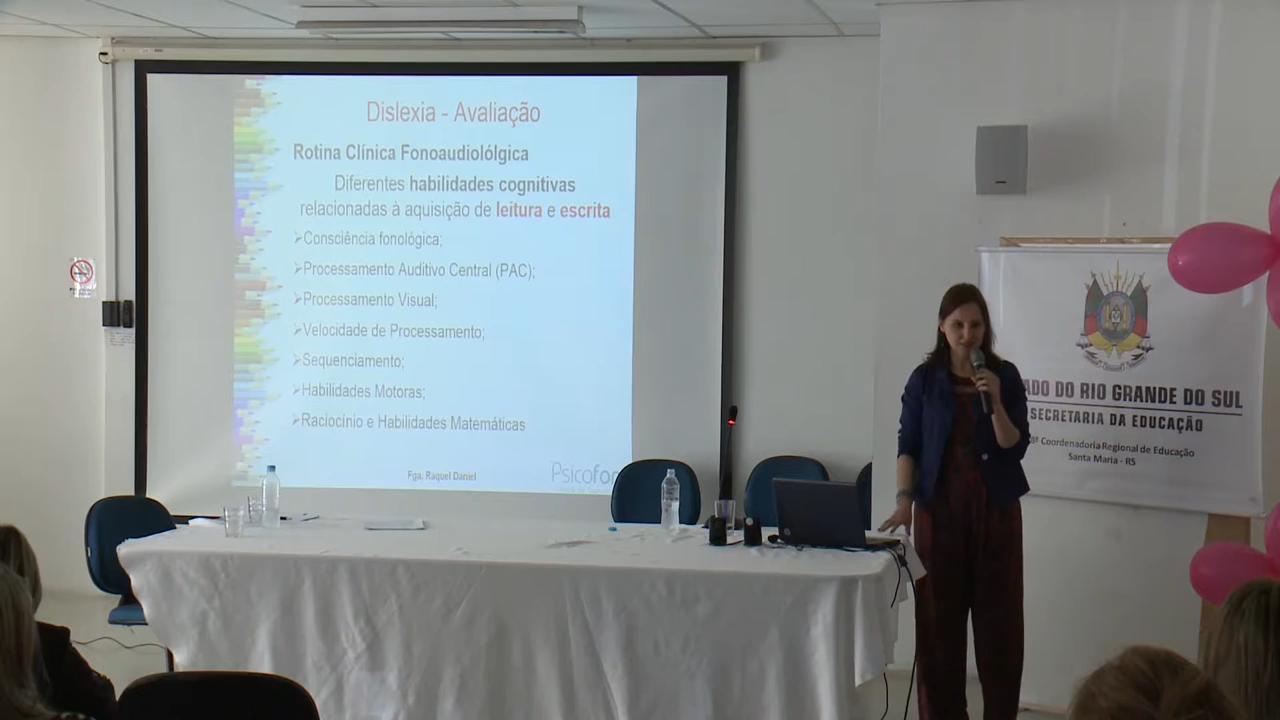 Dislexia - Avaliação
Rotina Clínica Fonoaudiolólgica
Diferentes habilidades cognitivas
relacionadas à aquisição de leitura e escrita
➢Consciência fonológica;
➢Processamento Auditivo Central (PAC);
➢Processamento Visual;
➢Velocidade de Processamento;
➢Sequenciamento;
➢Habilidades Motoras;
➢Raciocínio e Habilidades Matemáticas
Fga. Raquel Daniel
Psicofon
ADO DO RIO GRANDE DO SUL
SECRETARIA DA EDUCAÇÃO
ª Coordenadoria Regional de Educação
Santa Maria - RS